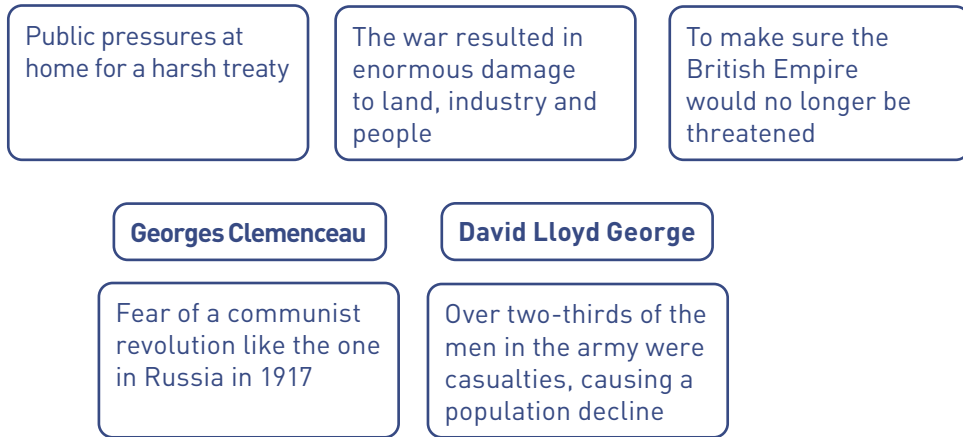 Public pressures at
home for a harsh treaty
The war resulted in
enormous damage
to land, industry and
people
To make sure the
British Empire
would no longer be
threatened
Georges Clemenceau
David Lloyd George
Fear of a communist
revolution like the one
in Russia in 1917
Over two-thirds of the
men in the army were
casualties, causing a
population decline